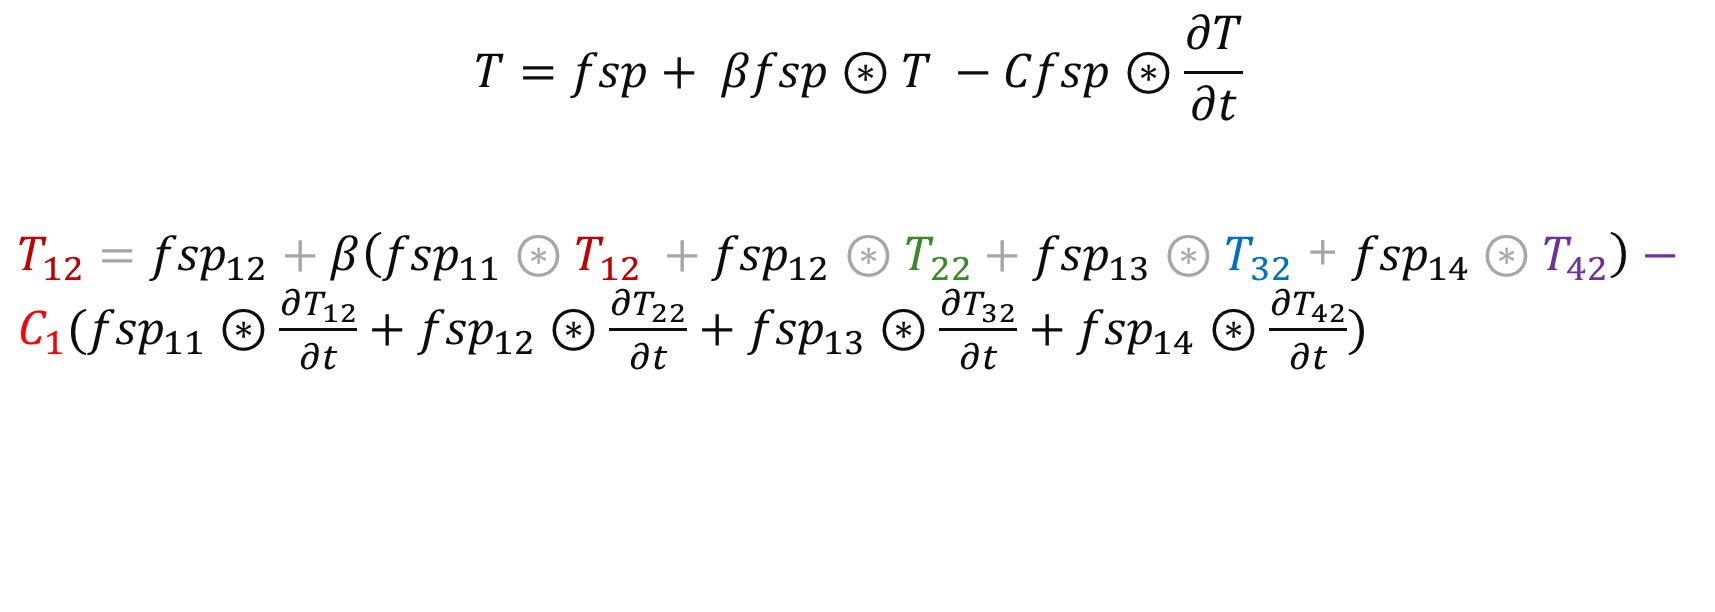 T = fsp + βfsp ⊛ T − Cfsp ⊛ ∂T/∂t
T₁₂ = fsp₁₂ + β(fsp₁₁ ⊛ T₁₂ + fsp₁₂ ⊛ T₂₂ + fsp₁₃ ⊛ T₃₂ + fsp₁₄ ⊛ T₄₂) −
C₁(fsp₁₁ ⊛ ∂T₁₂/∂t + fsp₁₂ ⊛ ∂T₂₂/∂t + fsp₁₃ ⊛ ∂T₃₂/∂t + fsp₁₄ ⊛ ∂T₄₂/∂t)